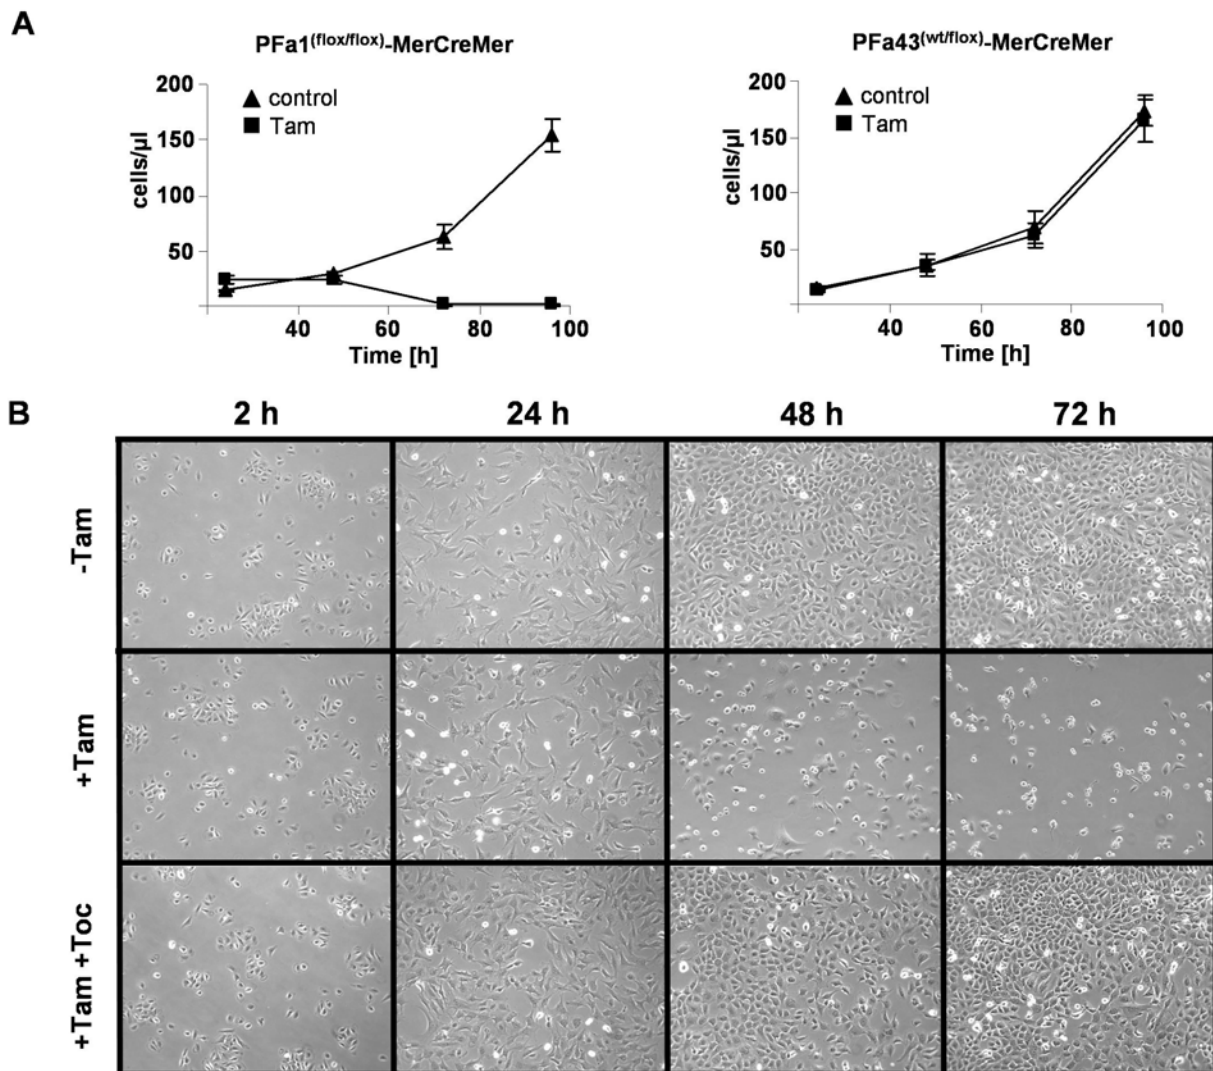 A
PFa1(flox/flox)-MerCreMer
200
150
100
50
cells/µl
control
Tam
40 60 80 100
Time [h]
PFa43(wt/flox)-MerCreMer
200
150
100
50
cells/µl
control
Tam
40 60 80 100
Time [h]
B
2 h 24 h 48 h 72 h
-Tam
+Tam
+Tam +Toc